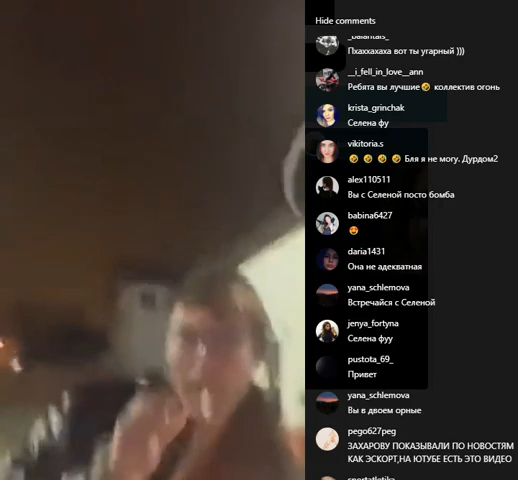 Hide comments
_balantais_
Пхаххахаха вот ты угарный )))
__i_fell_in_love__ann
Ребята вы лучшие🤣 коллектив огонь
krista_grinchak
Селена фу
vikitoria.s
🤣 🤣 🤣 🤣 Бля я не могу. Дурдом2
alex110511
Вы с Селеной посто бомба
babina6427
😍
daria1431
Она не адекватная
yana_schlemova
Встречайся с Селеной
jenya_fortyna
Селена фуу
pustota_69_
Привет
yana_schlemova
Вы в двоем орные
pego627peg
ЗАХАРОВУ ПОКАЗЫВАЛИ ПО НОВОСТЯМ
КАК ЭСКОРТ,НА ЮТУБЕ ЕСТЬ ЭТО ВИДЕО